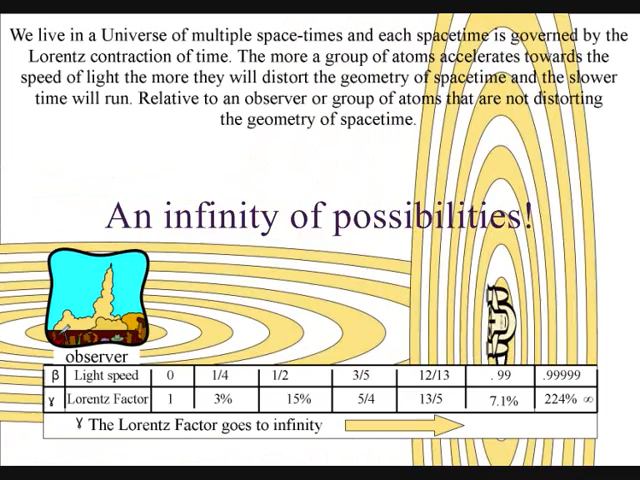 We live in a Universe of multiple space-times and each spacetime is governed by the
Lorentz contraction of time. The more a group of atoms accelerates towards the
speed of light the more they will distort the geometry of spacetime and the slower
time will run. Relative to an observer or group of atoms that are not distorting
the geometry of spacetime.
An infinity of possibilities!
observer
β Light speed 0 1/4 1/2 3/5 12/13 . 99 .99999
ɣ Lorentz Factor 1 3% 15% 5/4 13/5 7.1% 224% ∞
ɣ The Lorentz Factor goes to infinity